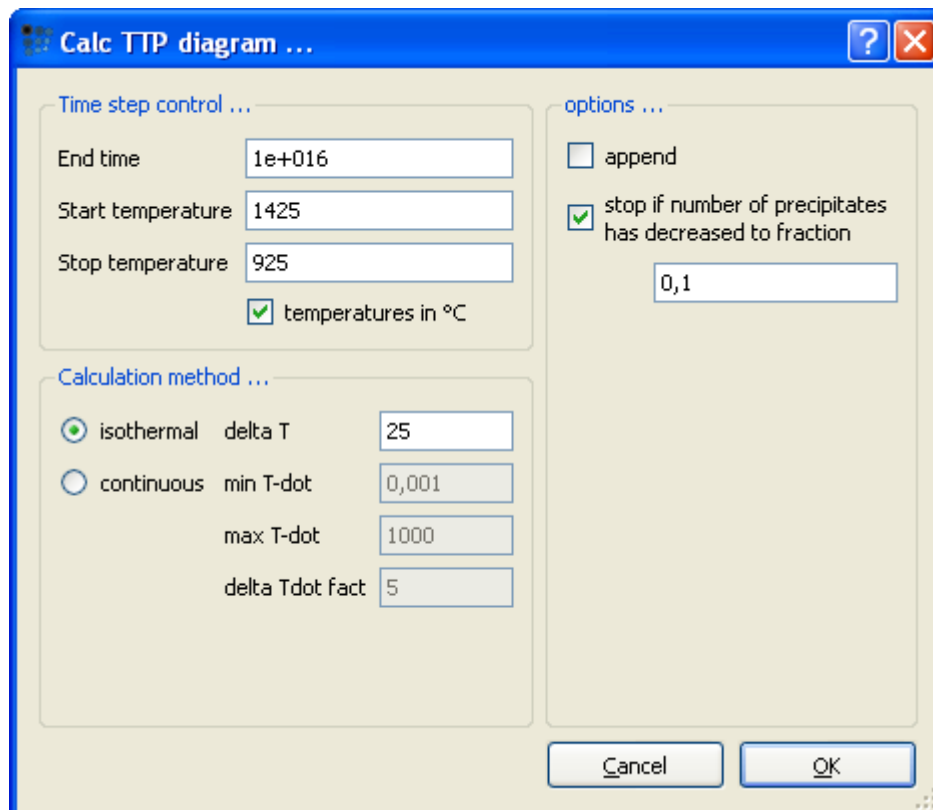 Calc TTP diagram ...
Time step control ...
End time 1e+016
Start temperature 1425
Stop temperature 925
temperatures in °C
Calculation method ...
isothermal delta T 25
continuous min T-dot 0,001
max T-dot 1000
delta Tdot fact 5
options ...
append
stop if number of precipitates
has decreased to fraction
0,1
Cancel OK